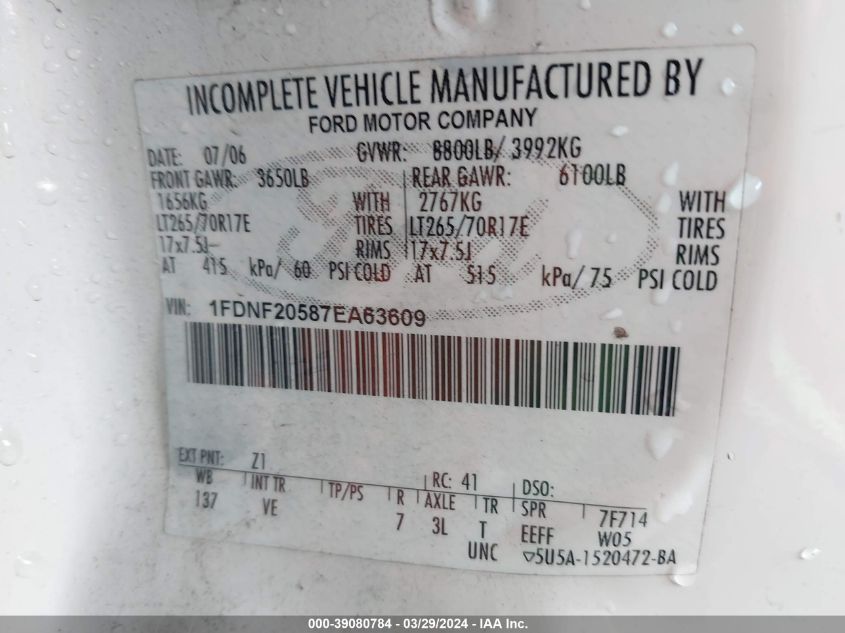 INCOMPLETE VEHICLE MANUFACTURED BY
FORD MOTOR COMPANY
DATE: 07/06 GVWR: 8800LB/ 3992KG
FRONT GAWR: 3650LB REAR GAWR: 6100LB
1656KG WITH 2767KG WITH
LT265/70R17E TIRES LT265/70R17E TIRES
17x7.5J RIMS 17x7.5J RIMS
AT 415 kPa/ 60 PSI COLD AT 515 kPa/ 75 PSI COLD
VIN: 1FDNF20587EA63609
EXT PNT: Z1 RC: 41 DSO:
WB INT TR TP/PS R AXLE TR SPR 7F714
137 VE 7 3L T EEFF W05
UNC ▽5U5A-1520472-BA
000-39080784 - 03/29/2024 - IAA Inc.